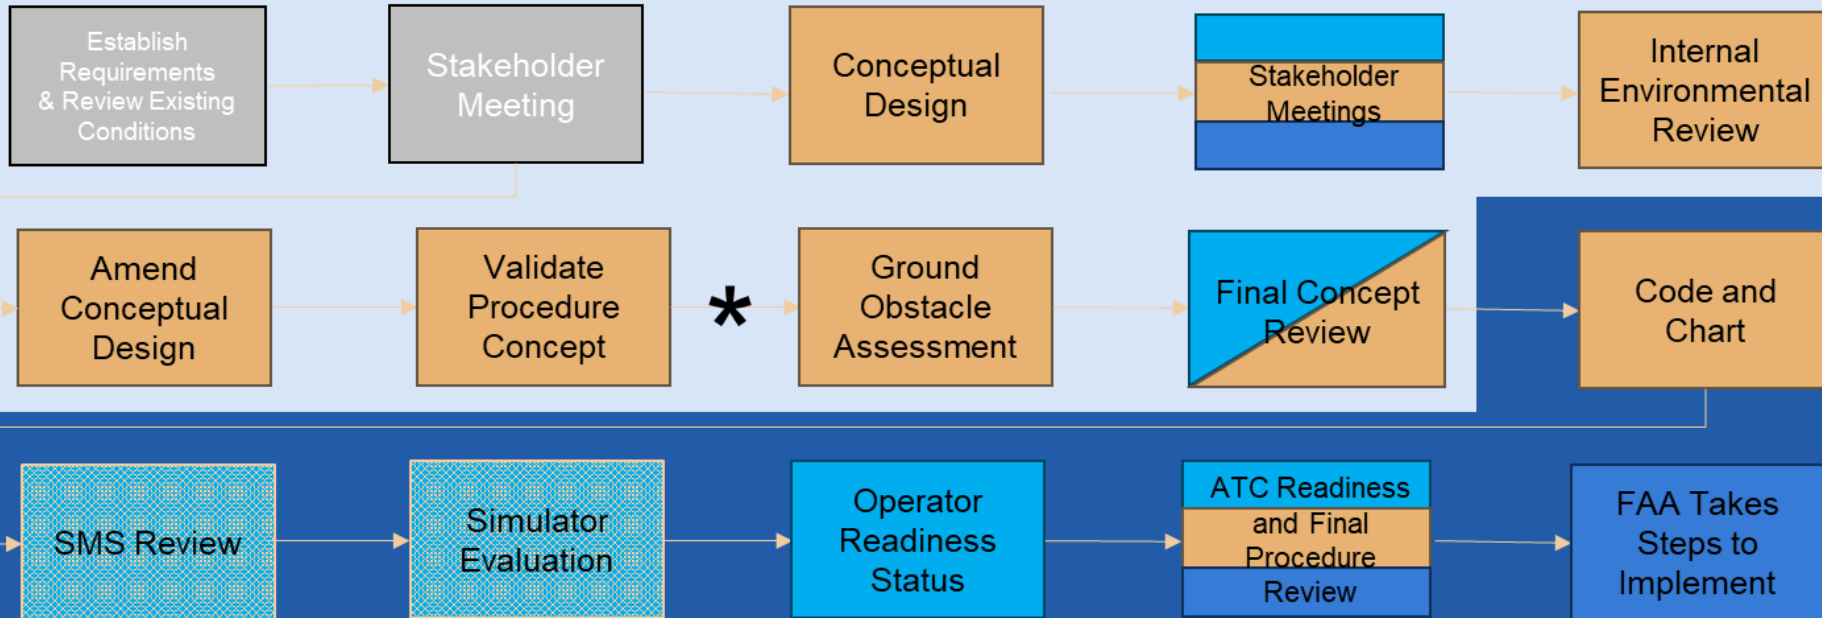 Establish
Requirements
& Review Existing
Conditions
Stakeholder
Meeting
Conceptual
Design
Stakeholder
Meetings
Internal
Environmental
Review
Amend
Conceptual
Design
Validate
Procedure
Concept
*
Ground
Obstacle
Assessment
Final Concept
Review
Code and
Chart
SMS Review
Simulator
Evaluation
Operator
Readiness
Status
ATC Readiness
and Final
Procedure
Review
FAA Takes
Steps to
Implement